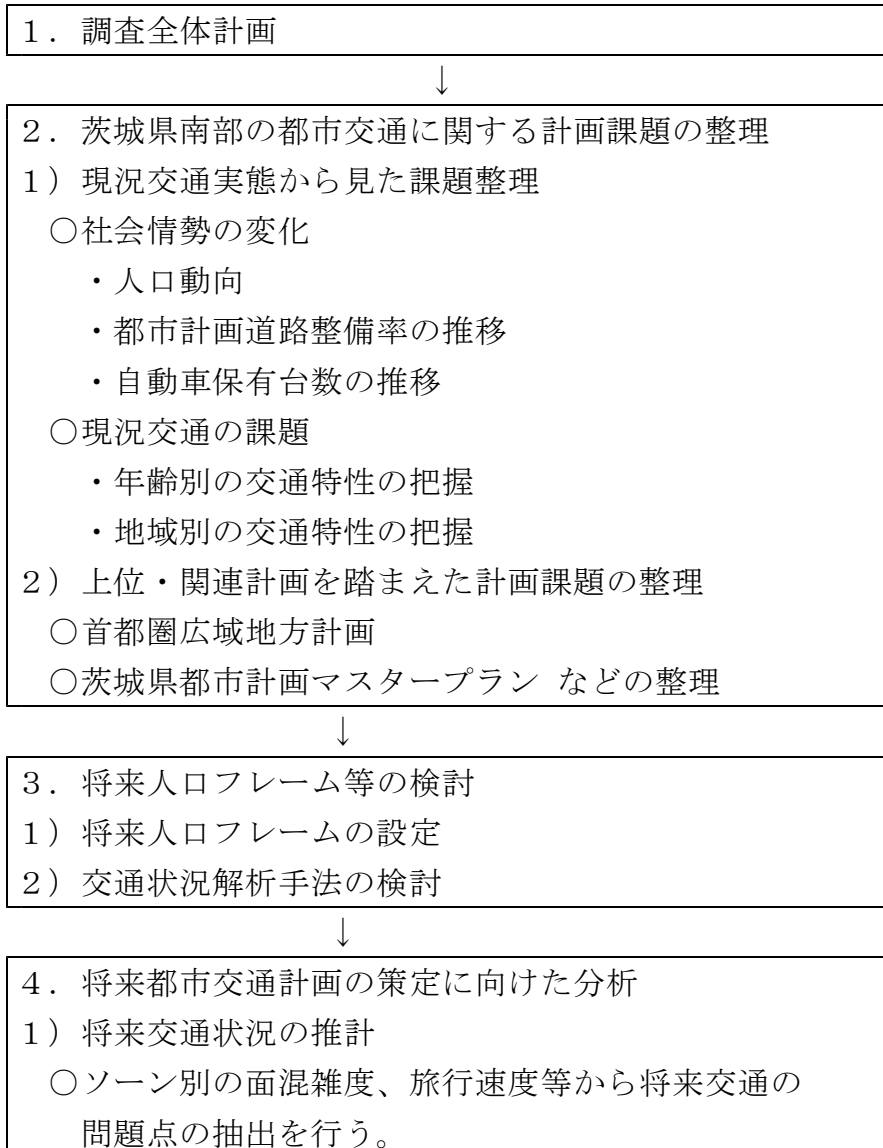 １．調査全体計画
↓
２．茨城県南部の都市交通に関する計画課題の整理
１）現況交通実態から見た課題整理
○社会情勢の変化
・人口動向
・都市計画道路整備率の推移
・自動車保有台数の推移
○現況交通の課題
・年齢別の交通特性の把握
・地域別の交通特性の把握
２）上位・関連計画を踏まえた計画課題の整理
○首都圏広域地方計画
○茨城県都市計画マスタープラン などの整理
↓
３．将来人口フレーム等の検討
１）将来人口フレームの設定
２）交通状況解析手法の検討
↓
４．将来都市交通計画の策定に向けた分析
１）将来交通状況の推計
○ゾーン別の面混雑度、旅行速度等から将来交通の
問題点の抽出を行う。